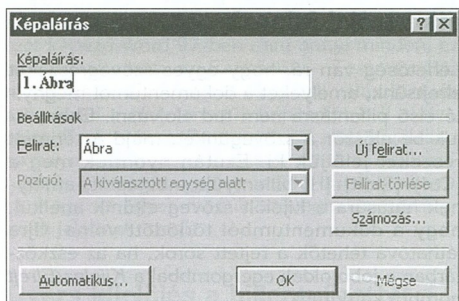 Képaláírás
Képaláírás:
1. Ábra
Beállítások
Felirat: Ábra Új felirat...
Pozíció: A kiválasztott egység alatt Felirat törlése
Számozás...
Automatikus... OK Mégse